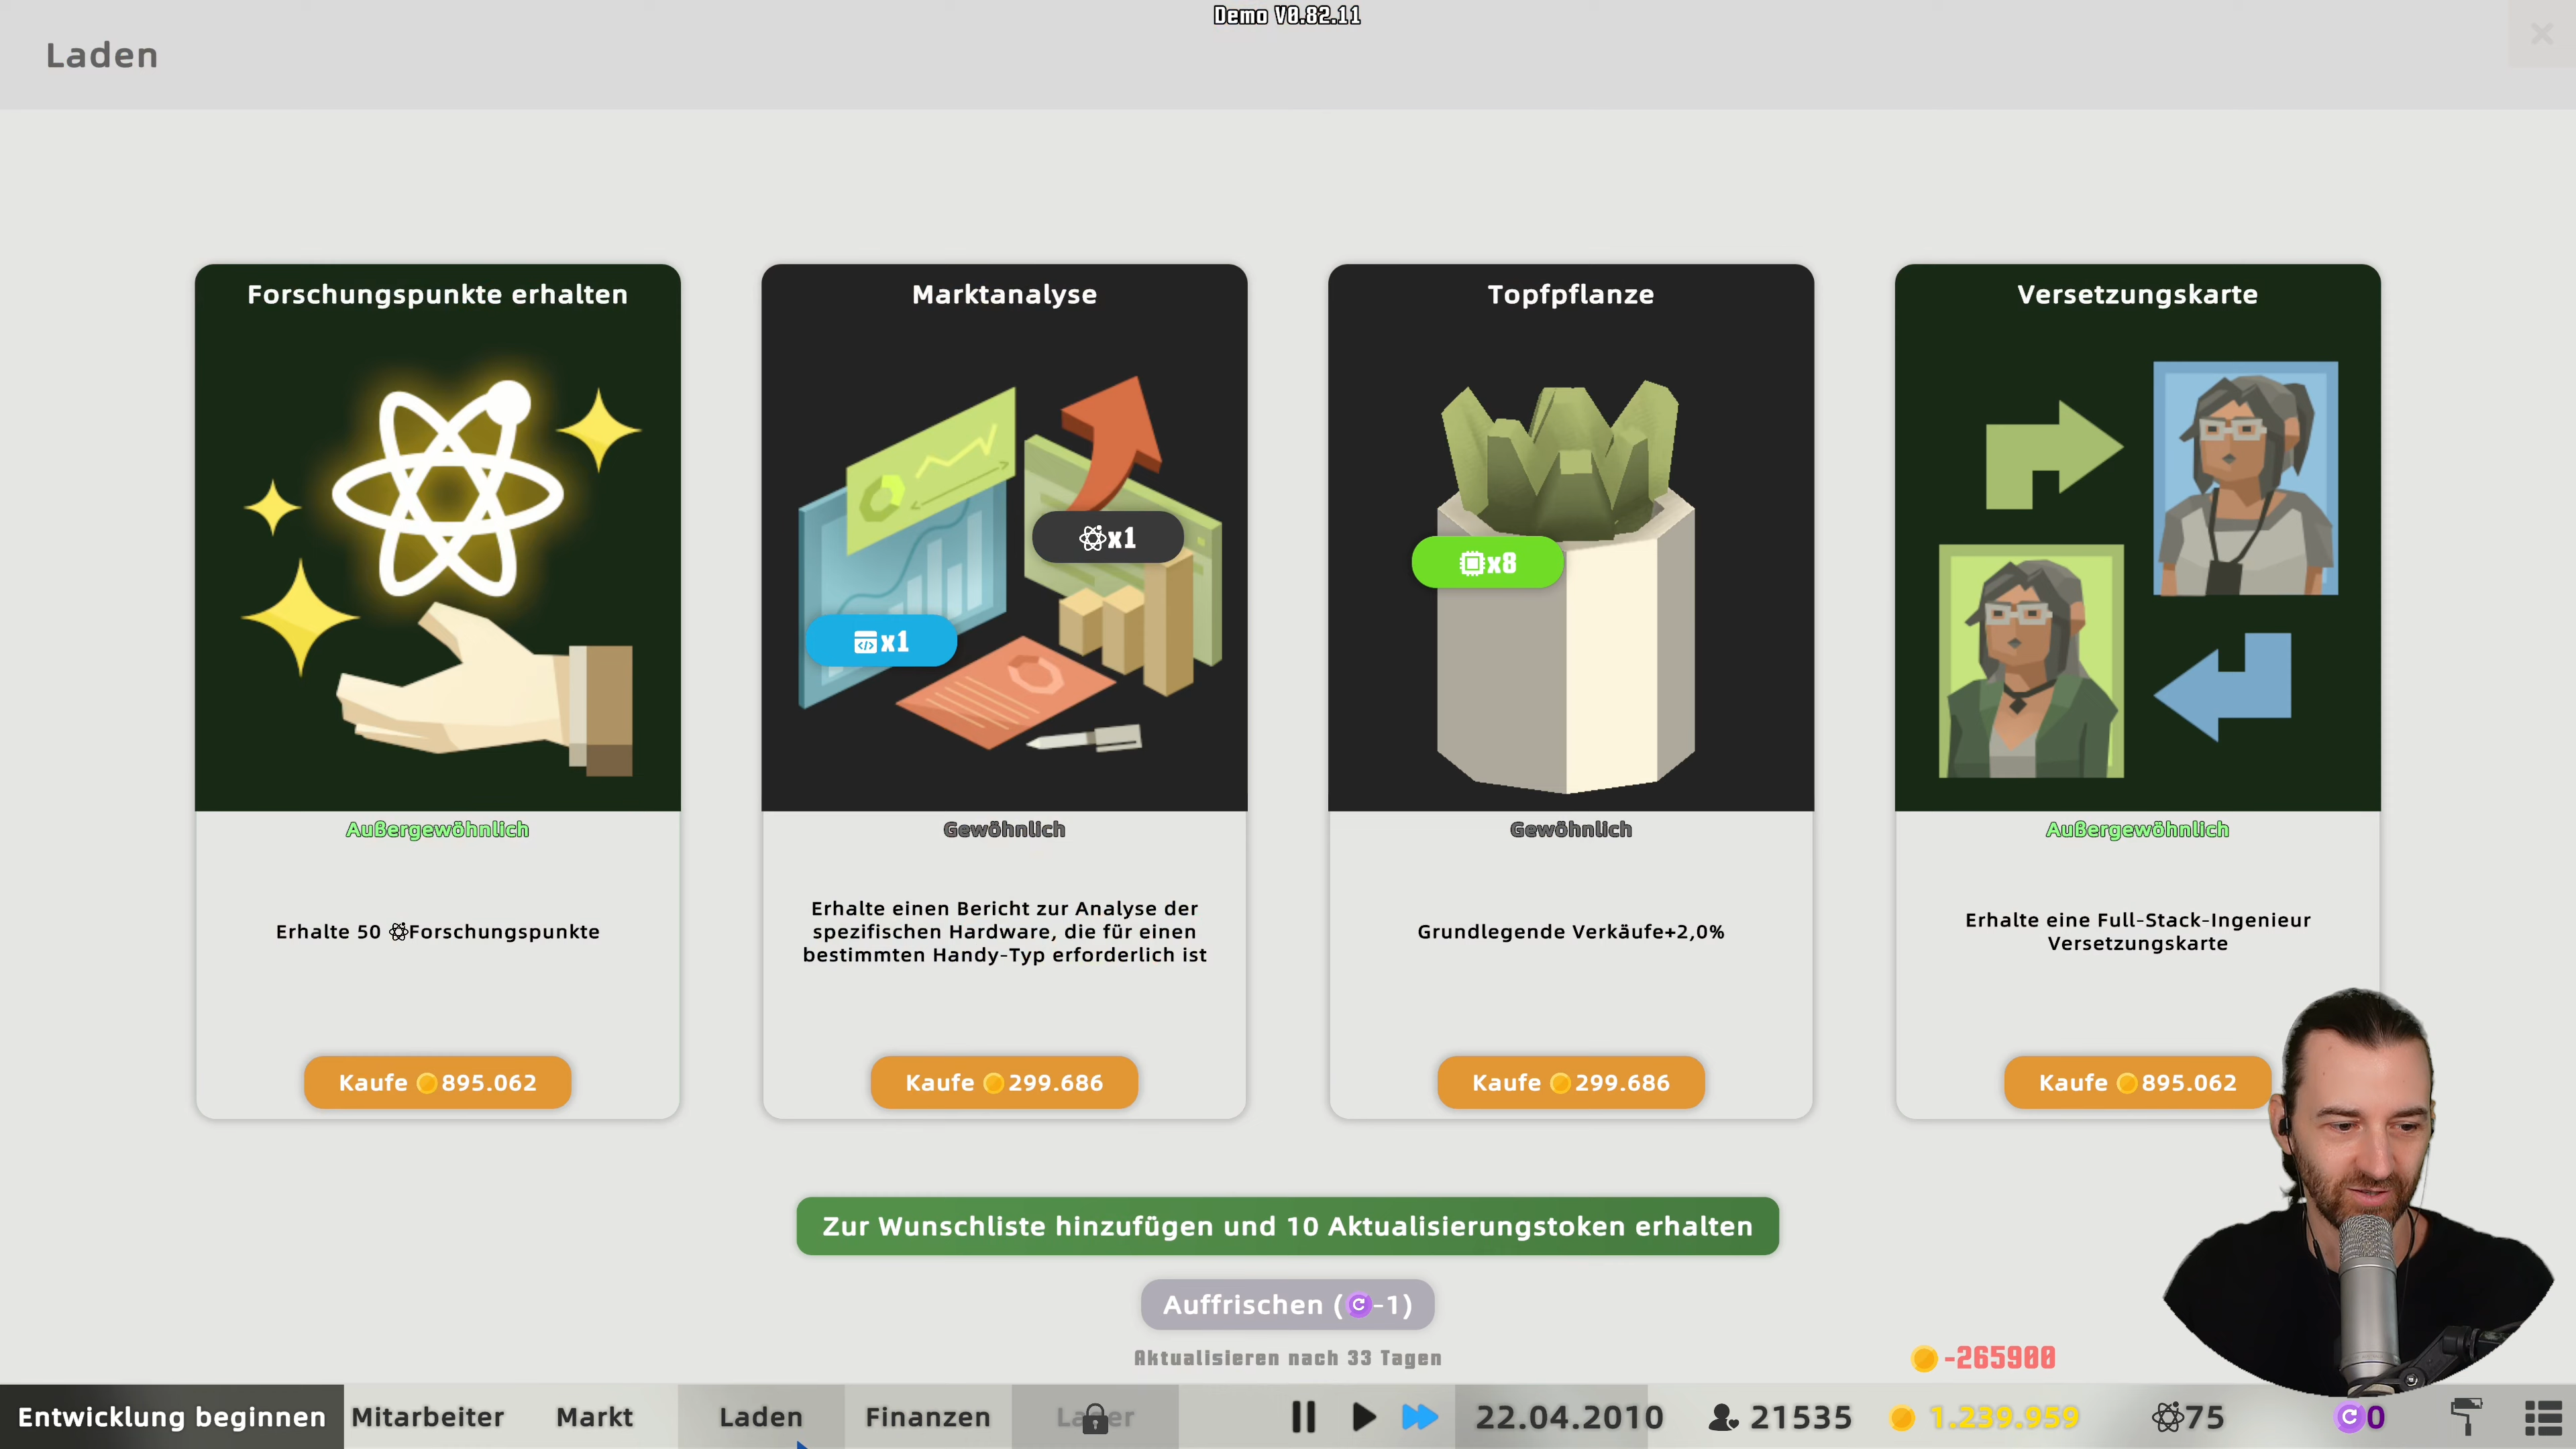 Demo V0.82.11
Laden
Forschungspunkte erhalten
Außergewöhnlich
Erhalte 50 Forschungspunkte
Kaufe 895.062
Marktanalyse
x1
x1
Gewöhnlich
Erhalte einen Bericht zur Analyse der
spezifischen Hardware, die für einen
bestimmten Handy-Typ erforderlich ist
Kaufe 299.686
Topfpflanze
x8
Gewöhnlich
Grundlegende Verkäufe+2,0%
Kaufe 299.686
Versetzungskarte
Außergewöhnlich
Erhalte eine Full-Stack-Ingenieur
Versetzungskarte
Kaufe 895.062
Zur Wunschliste hinzufügen und 10 Aktualisierungstoken erhalten
Auffrischen (-1)
Aktualisieren nach 33 Tagen
-265900
Entwicklung beginnen
Mitarbeiter
Markt
Laden
Finanzen
22.04.2010
21535
1.239.959
75
0